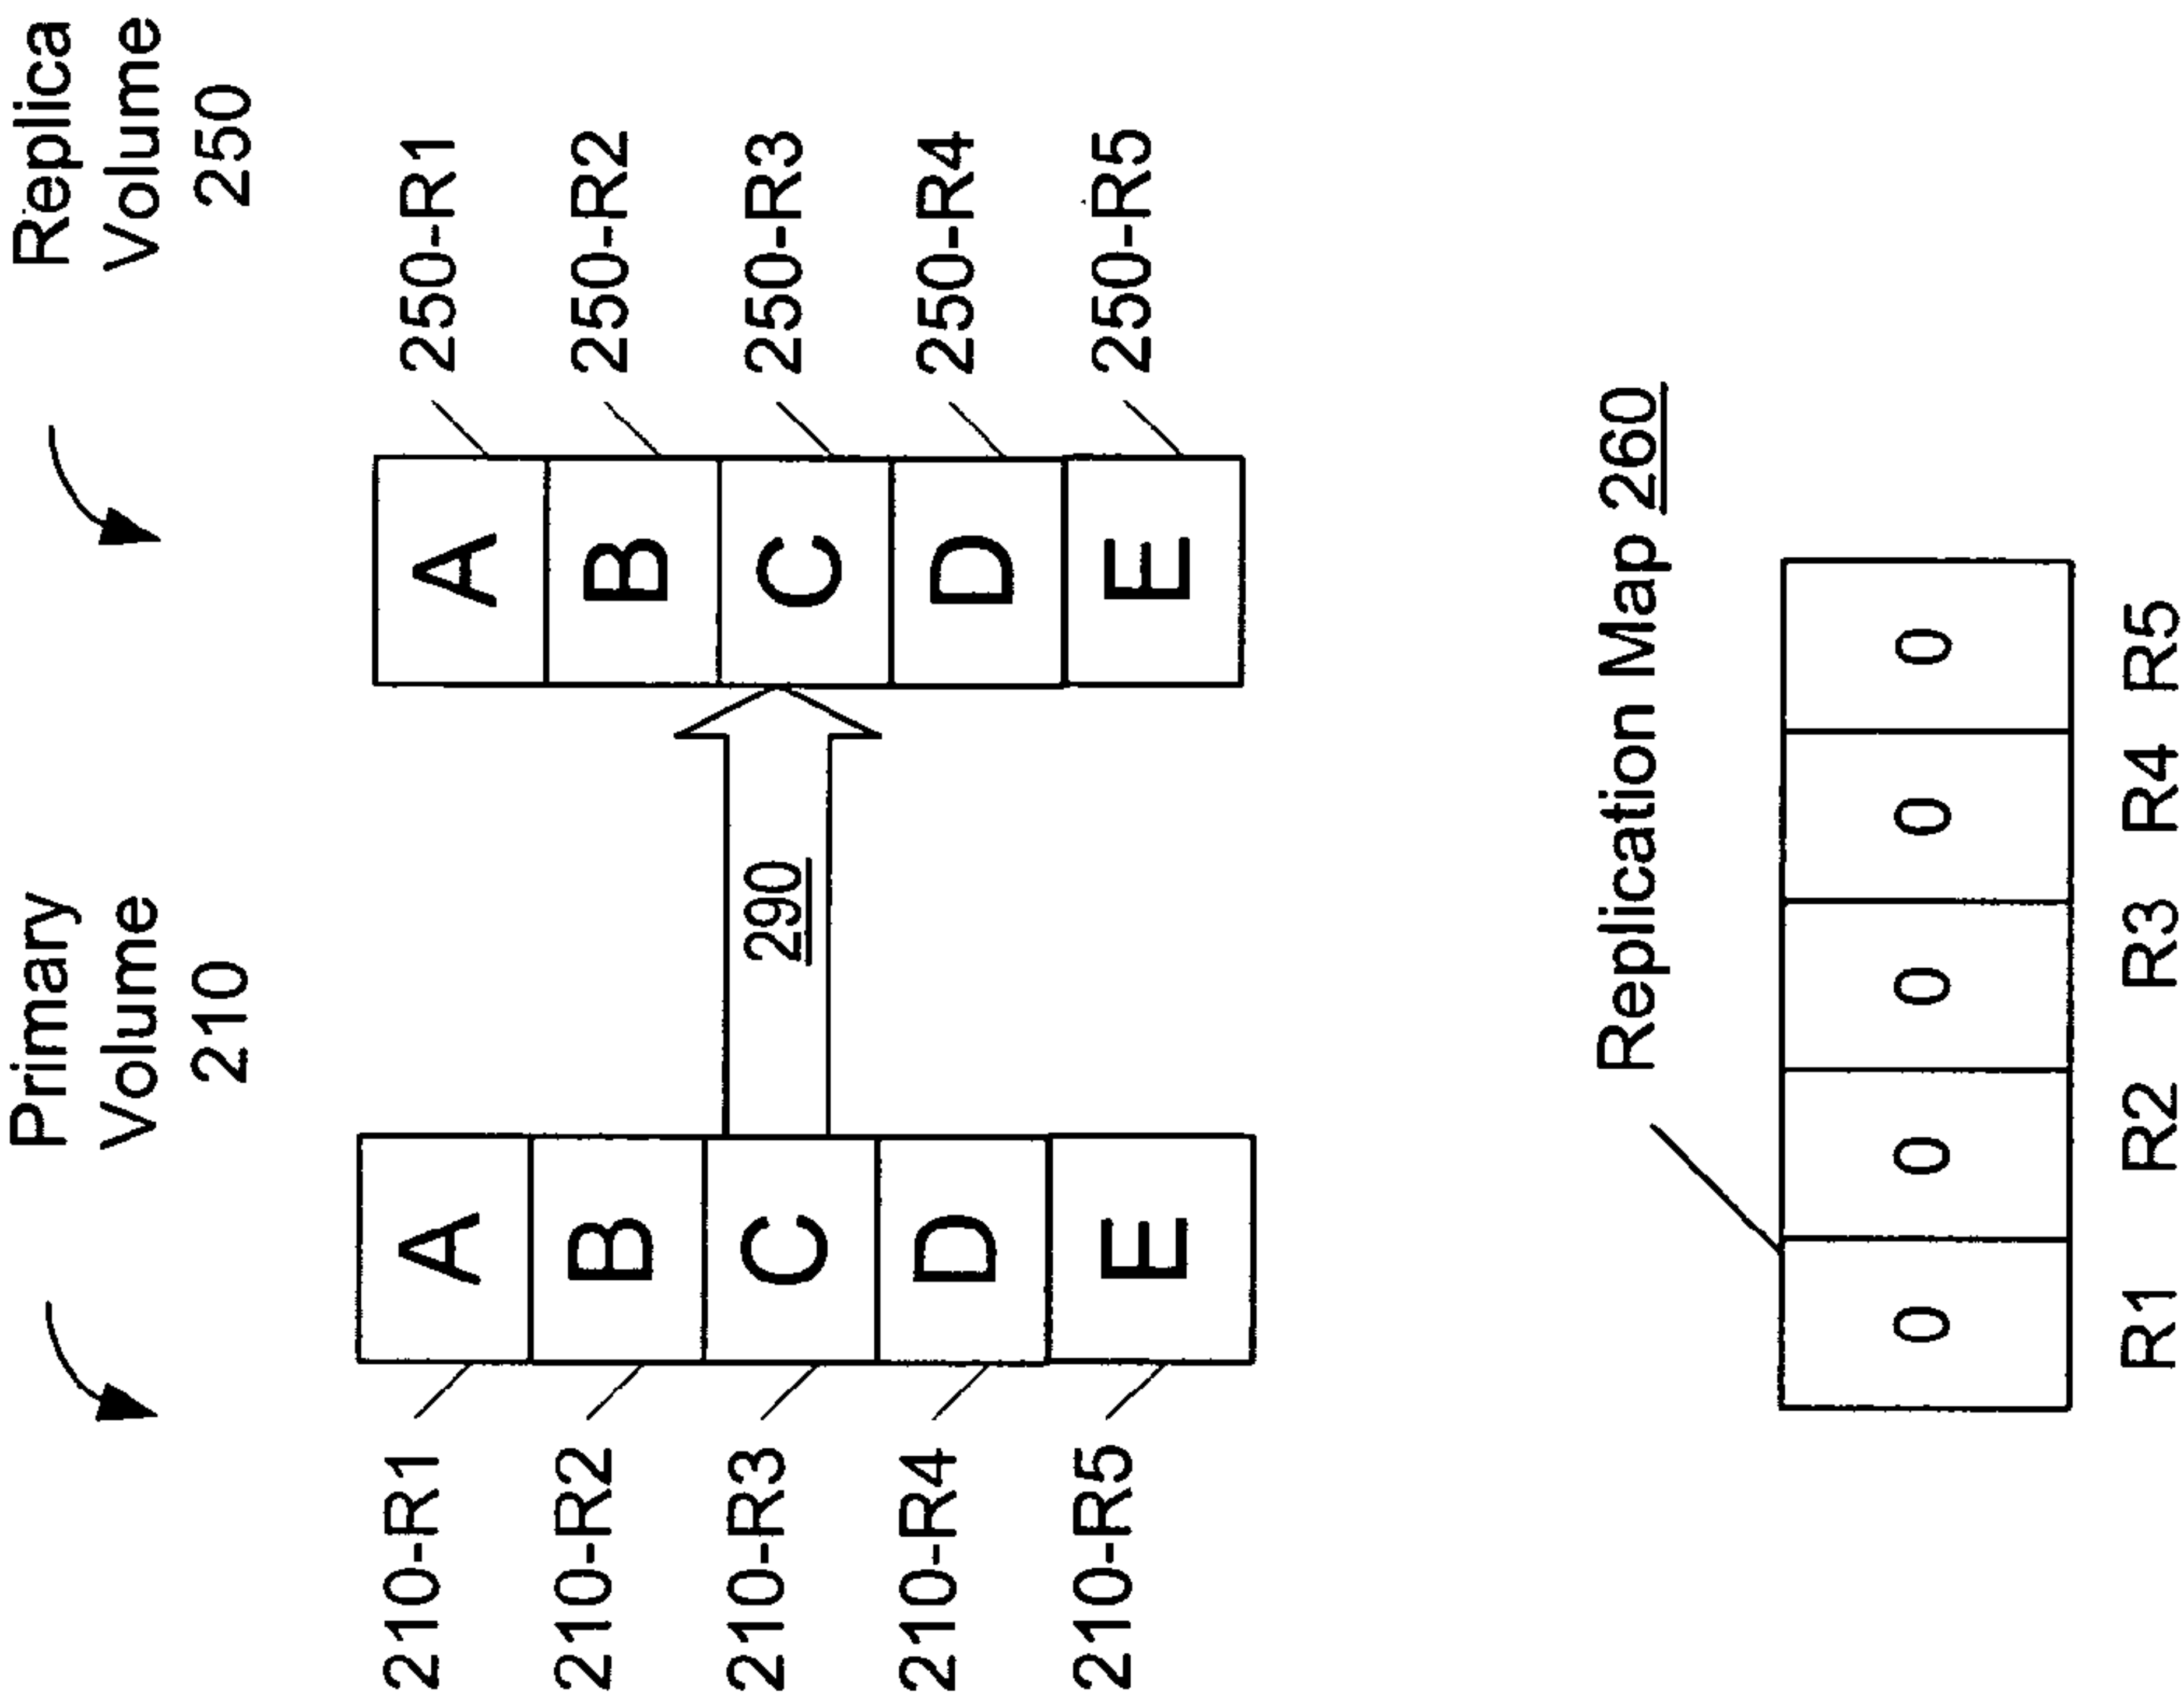 Primary
Volume
210
Replica
Volume
250
210-R1
A
A
250-R1
210-R2
B
B
250-R2
210-R3
C
290
C
250-R3
210-R4
D
D
250-R4
210-R5
E
E
250-R5
Replication Map 260
0 0 0 0 0
R1 R2 R3 R4 R5